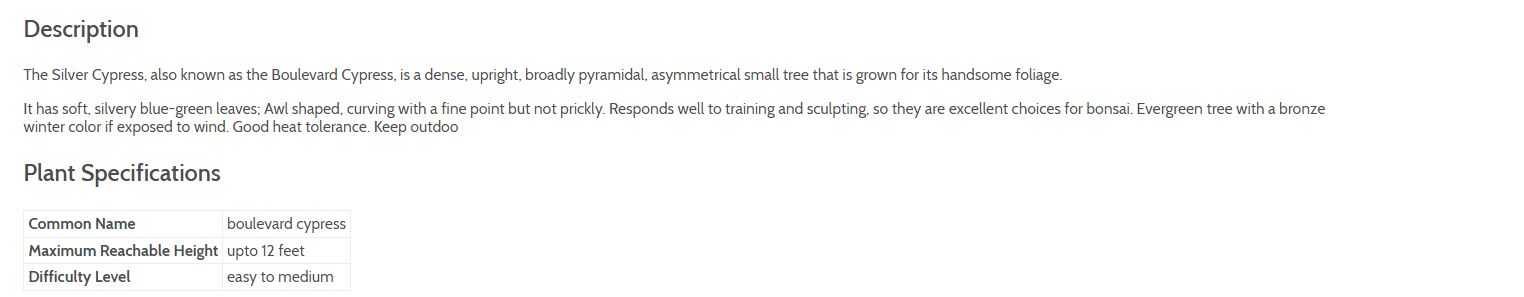 Description
The Silver Cypress, also known as the Boulevard Cypress, is a dense, upright, broadly pyramidal, asymmetrical small tree that is grown for its handsome foliage.
It has soft, silvery blue-green leaves; Awl shaped, curving with a fine point but not prickly. Responds well to training and sculpting, so they are excellent choices for bonsai. Evergreen tree with a bronze
winter color if exposed to wind. Good heat tolerance. Keep outdoo
Plant Specifications
Common Name boulevard cypress
Maximum Reachable Height upto 12 feet
Difficulty Level easy to medium